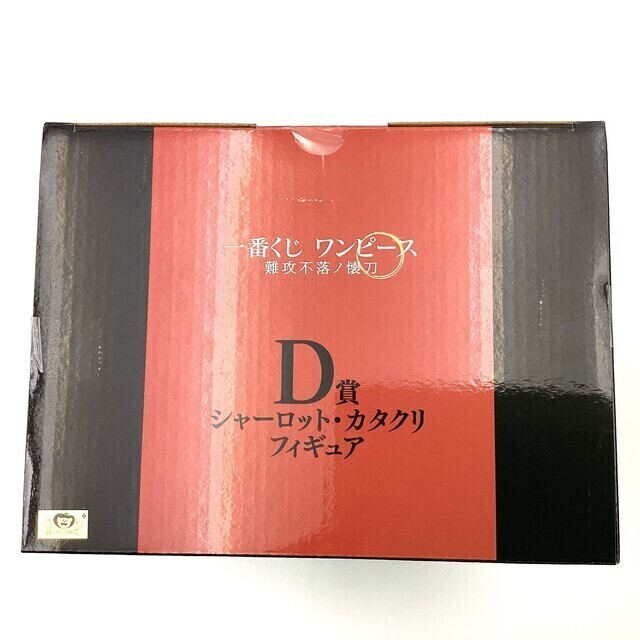 一番くじ ワンピース
難攻不落ノ懐刀
D賞
シャーロット・カタクリ
フィギュア